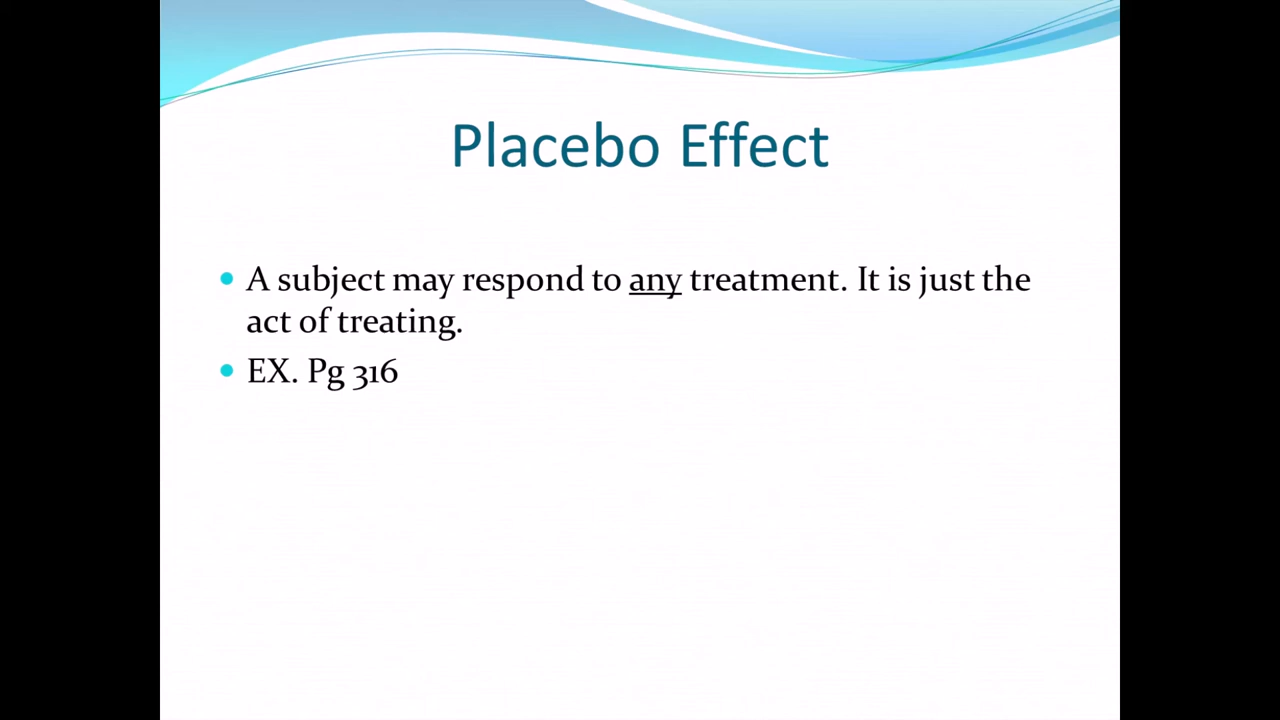 Placebo Effect
A subject may respond to any treatment. It is just the
act of treating.
EX. Pg 316